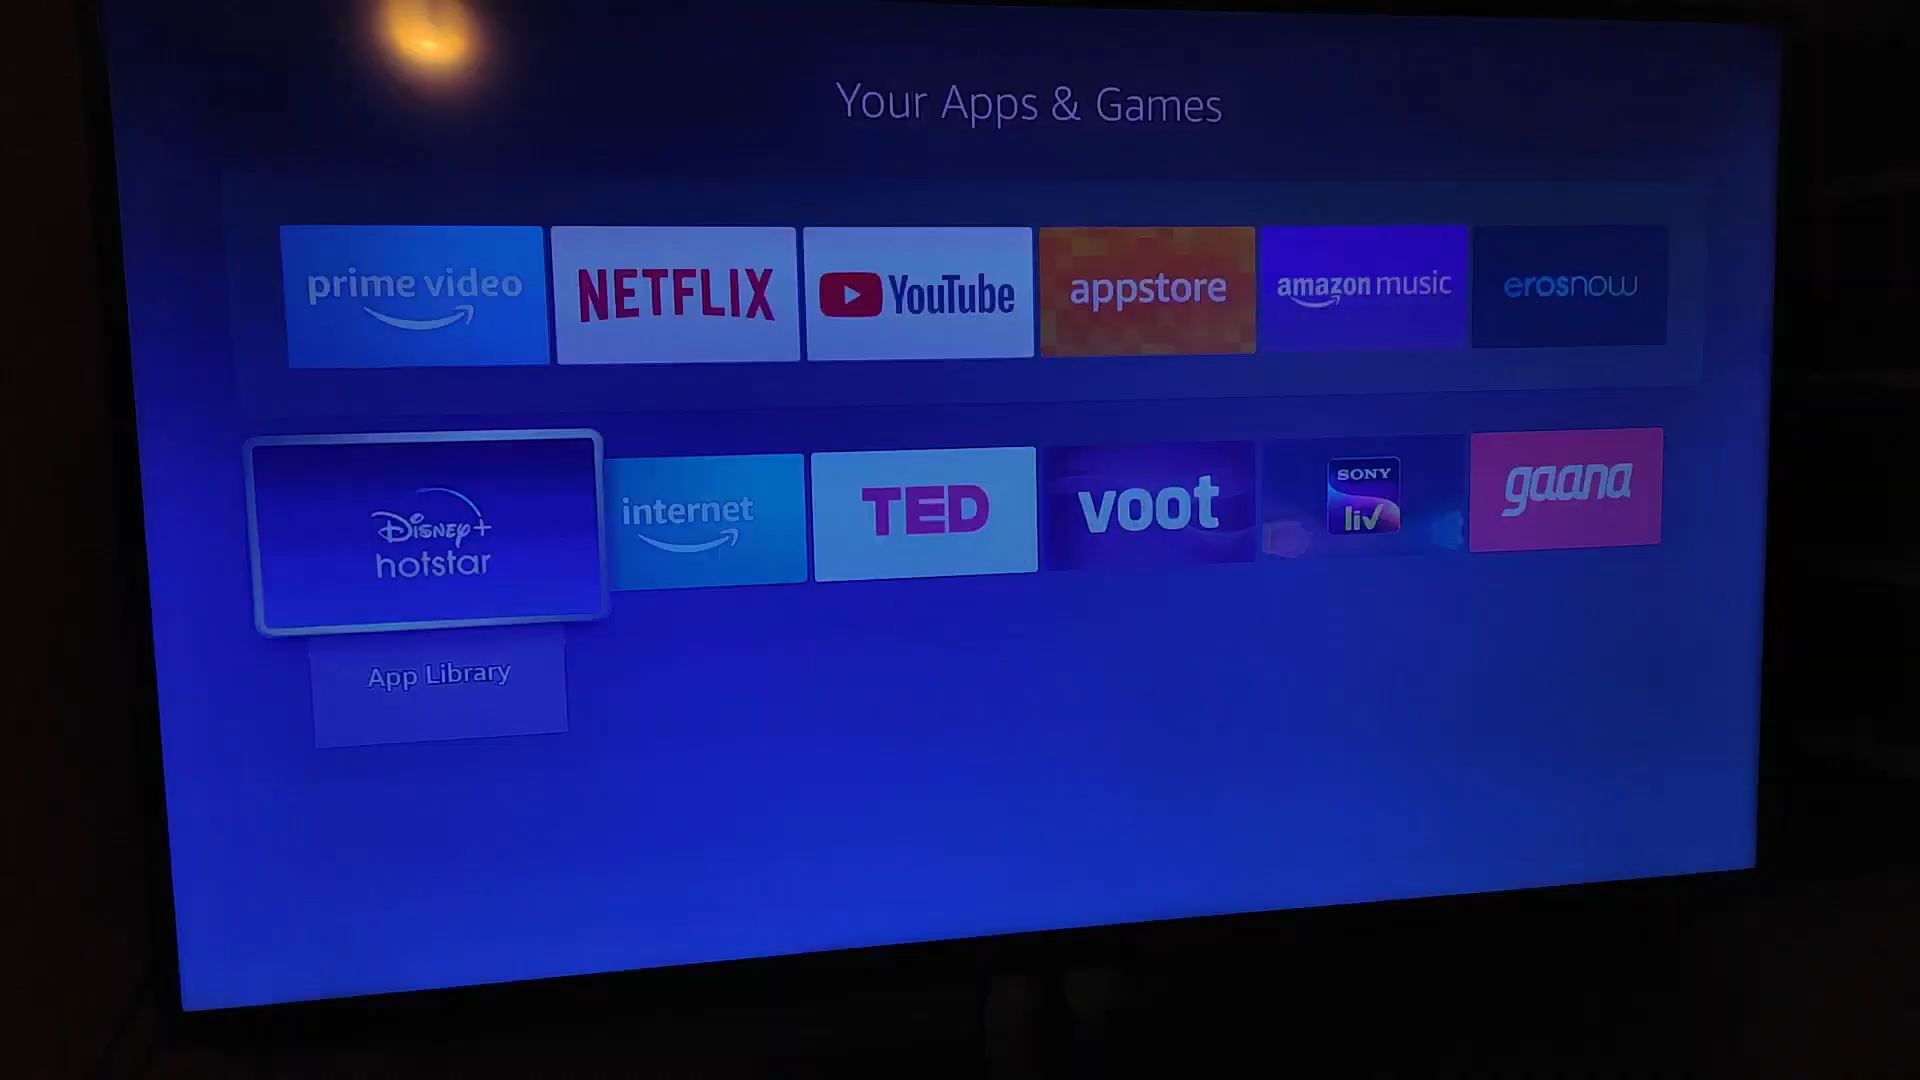 Your Apps & Games
prime video
NETFLIX
YouTube
appstore
amazon music
erosnow
Disney+
hotstar
internet
TED
voot
SONY
liv
gaana
App Library